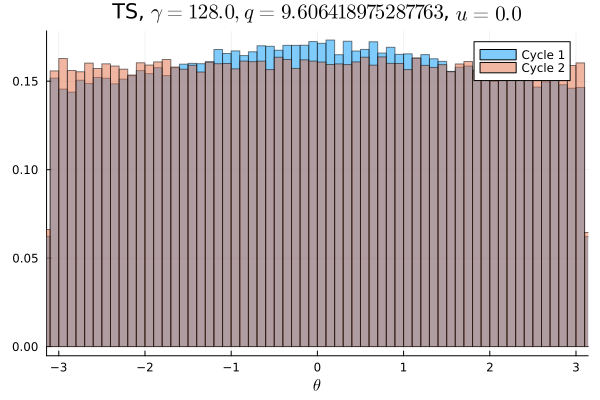 TS, γ = 128.0, q = 9.606418975287763, u = 0.0
Cycle 1
Cycle 2
0.15
0.10
0.05
0.00
−3 −2 −1 0 1 2 3
θ